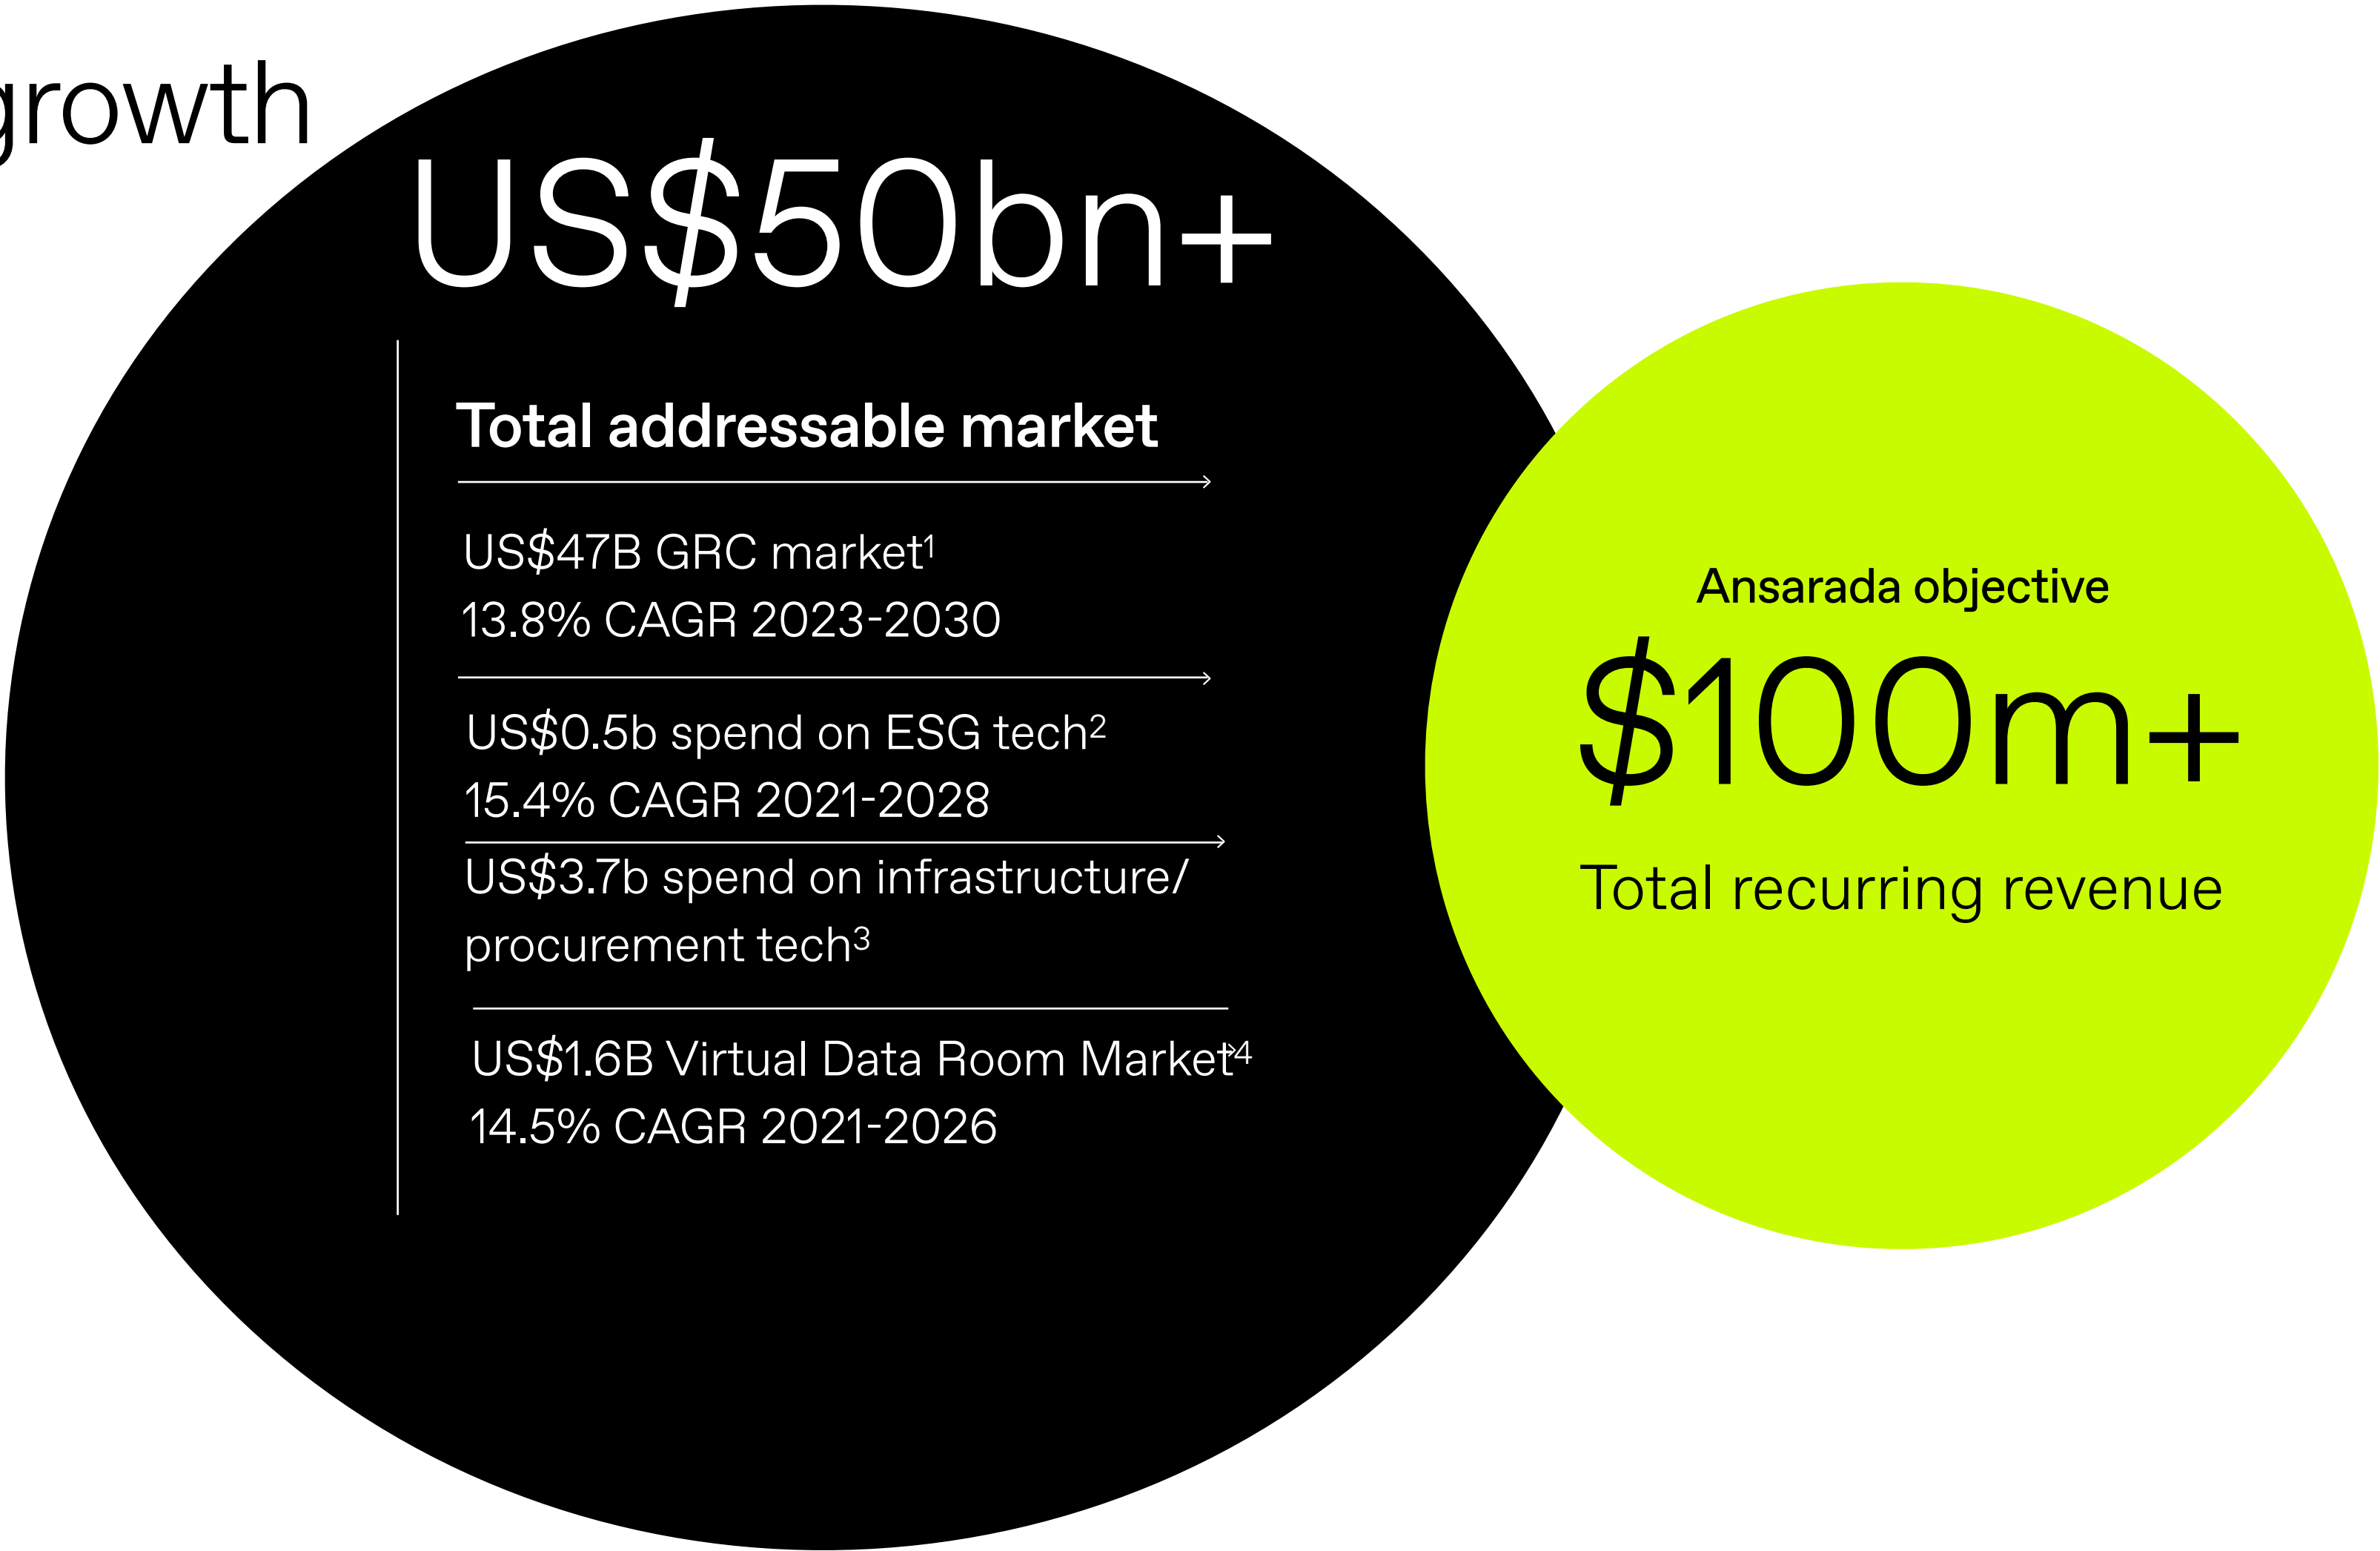 growth
US$50bn+
Total addressable market
US$47B GRC market¹
13.8% CAGR 2023-2030
US$0.5b spend on ESG tech²
15.4% CAGR 2021-2028
US$3.7b spend on infrastructure/
procurement tech³
US$1.6B Virtual Data Room Market⁴
14.5% CAGR 2021-2026
Ansarada objective
$100m+
Total recurring revenue